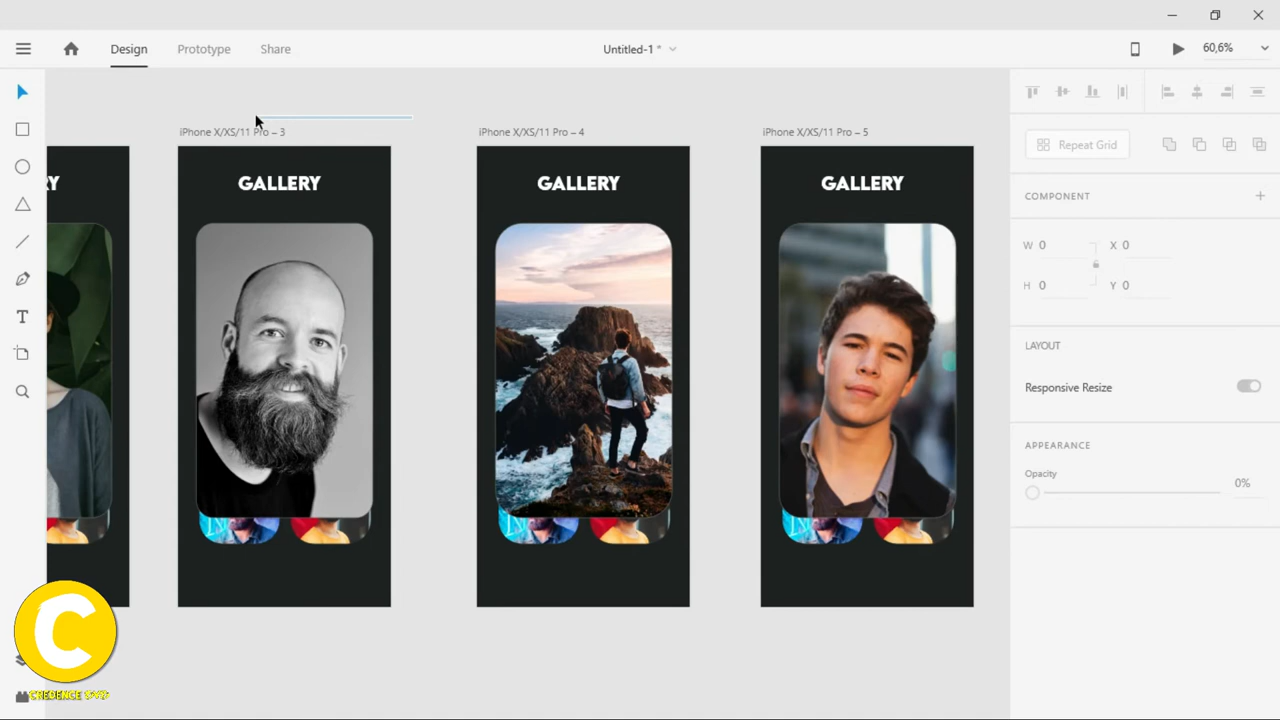 Design
Prototype
Share
Untitled-1 *
60,6%
iPhone X/XS/11 Pro – 3
iPhone X/XS/11 Pro – 4
iPhone X/XS/11 Pro – 5
RY
GALLERY
GALLERY
GALLERY
Repeat Grid
COMPONENT
W 0
X 0
H 0
Y 0
LAYOUT
Responsive Resize
APPEARANCE
Opacity
0%
T
C
CREDENCE